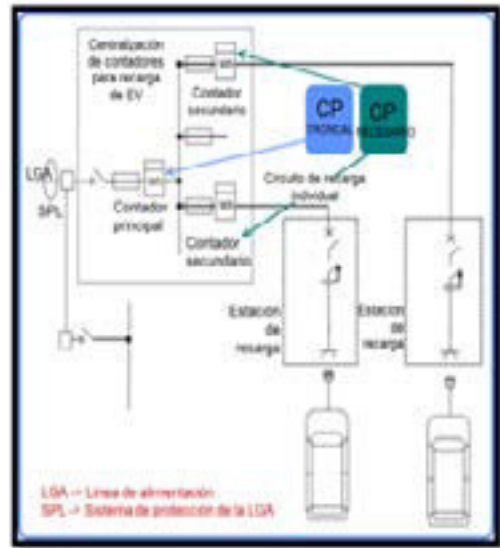 Centralización
de contadores
para recarga
de EV
Contador
secundario
CP
TRONCAL
CP
NECESARIO
LGA
SPL
Contador
principal
Circuito de recarga
individual
Contador
secundario
Estación
de
recarga
Estación
de
recarga
LGA -> Línea de alimentación
SPL -> Sistema de protección de la LGA